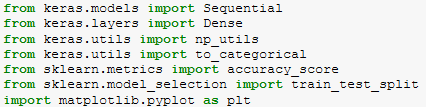 from keras.models import Sequential
from keras.layers import Dense
from keras.utils import np_utils
from keras.utils import to_categorical
from sklearn.metrics import accuracy_score
from sklearn.model_selection import train_test_split
import matplotlib.pyplot as plt